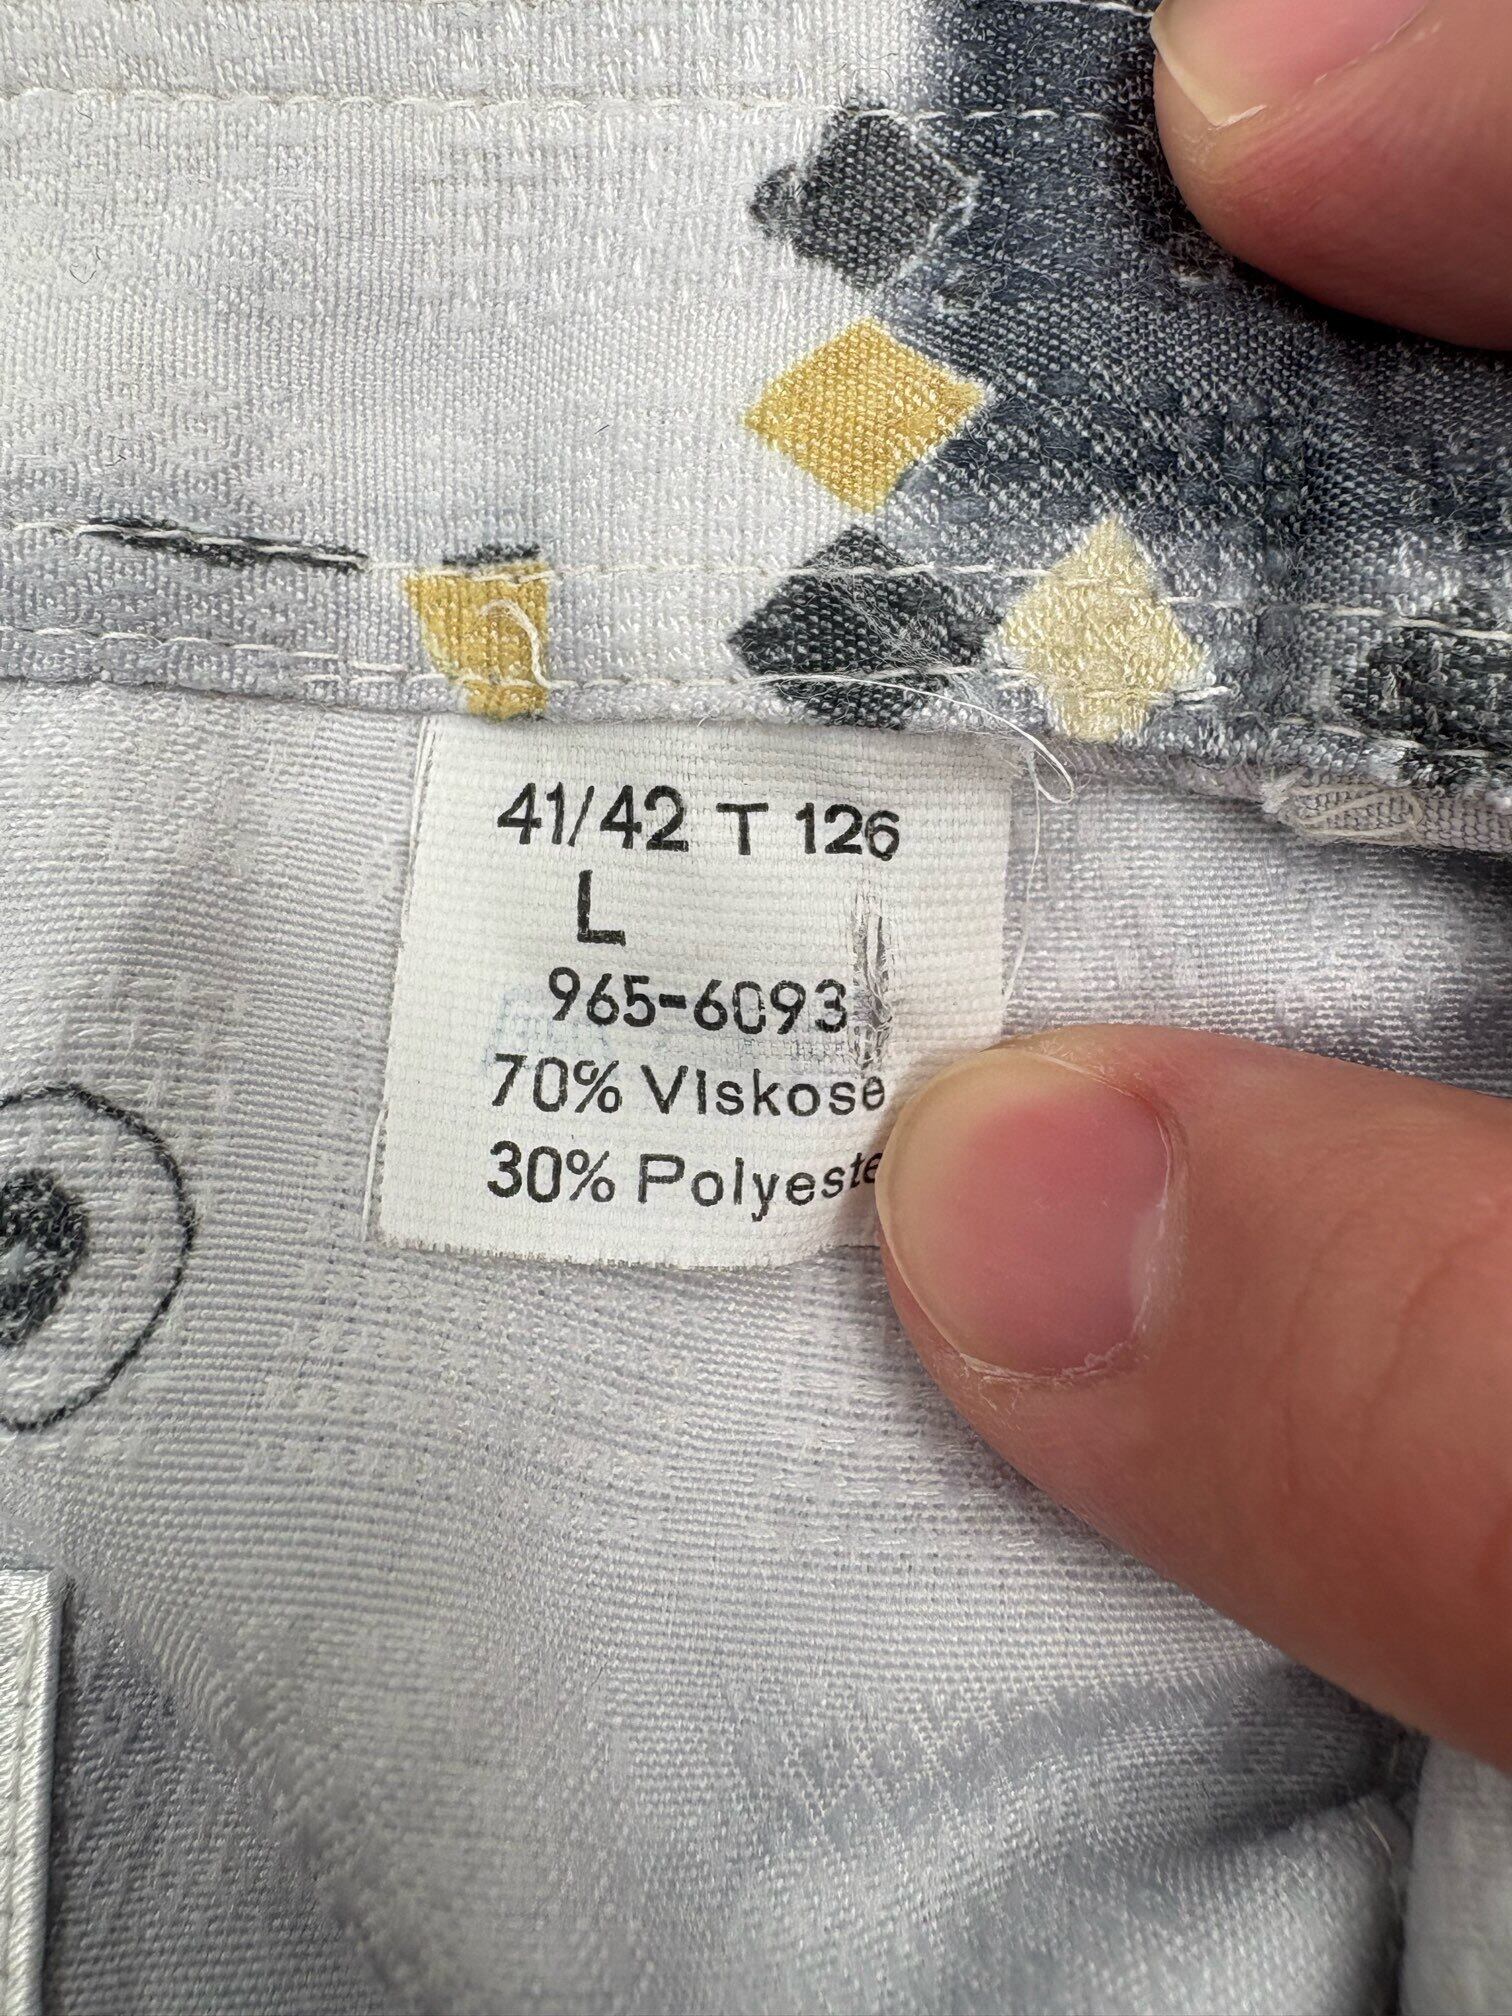 41/42 T 126
L
965-6093
70% Viskose
30% Polyeste